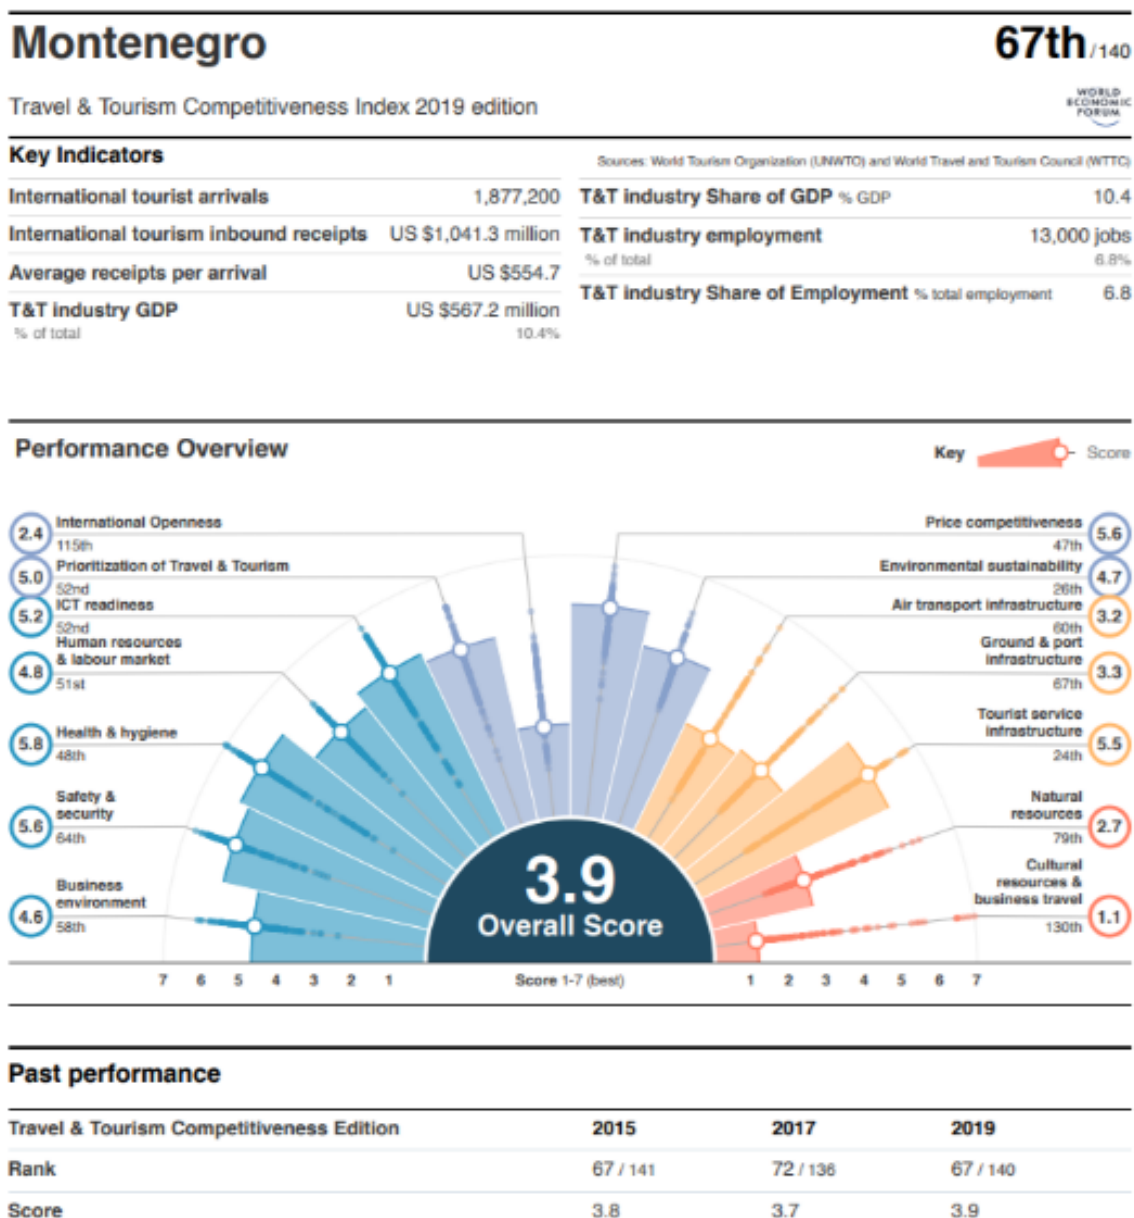 Montenegro
67th / 140
Travel & Tourism Competitiveness Index 2019 edition
WORLD
ECONOMIC
FORUM
Key Indicators
Sources: World Tourism Organization (UNWTO) and World Travel and Tourism Council (WTTC)
International tourist arrivals 1,877,200
International tourism inbound receipts US $1,041.3 million
Average receipts per arrival US $554.7
T&T industry GDP US $567.2 million
% of total 10.4%
T&T industry Share of GDP % GDP 10.4
T&T industry employment 13,000 jobs
% of total 6.8%
T&T industry Share of Employment % total employment 6.8
Performance Overview
Key Score
2.4 International Openness
115th
5.0 Prioritization of Travel & Tourism
52nd
5.2 ICT readiness
52nd
4.8 Human resources
& labour market
51st
5.8 Health & hygiene
48th
5.6 Safety &
security
64th
4.6 Business
environment
58th
Price competitiveness 5.6
47th
Environmental sustainability 4.7
26th
Air transport infrastructure 3.2
60th
Ground & port
infrastructure 3.3
67th
Tourist service
infrastructure 5.5
24th
Natural
resources 2.7
79th
Cultural
resources &
business travel 1.1
130th
3.9
Overall Score
7 6 5 4 3 2 1 Score 1-7 (best) 1 2 3 4 5 6 7
Past performance
Travel & Tourism Competitiveness Edition 2015 2017 2019
Rank 67 / 141 72 / 136 67 / 140
Score 3.8 3.7 3.9